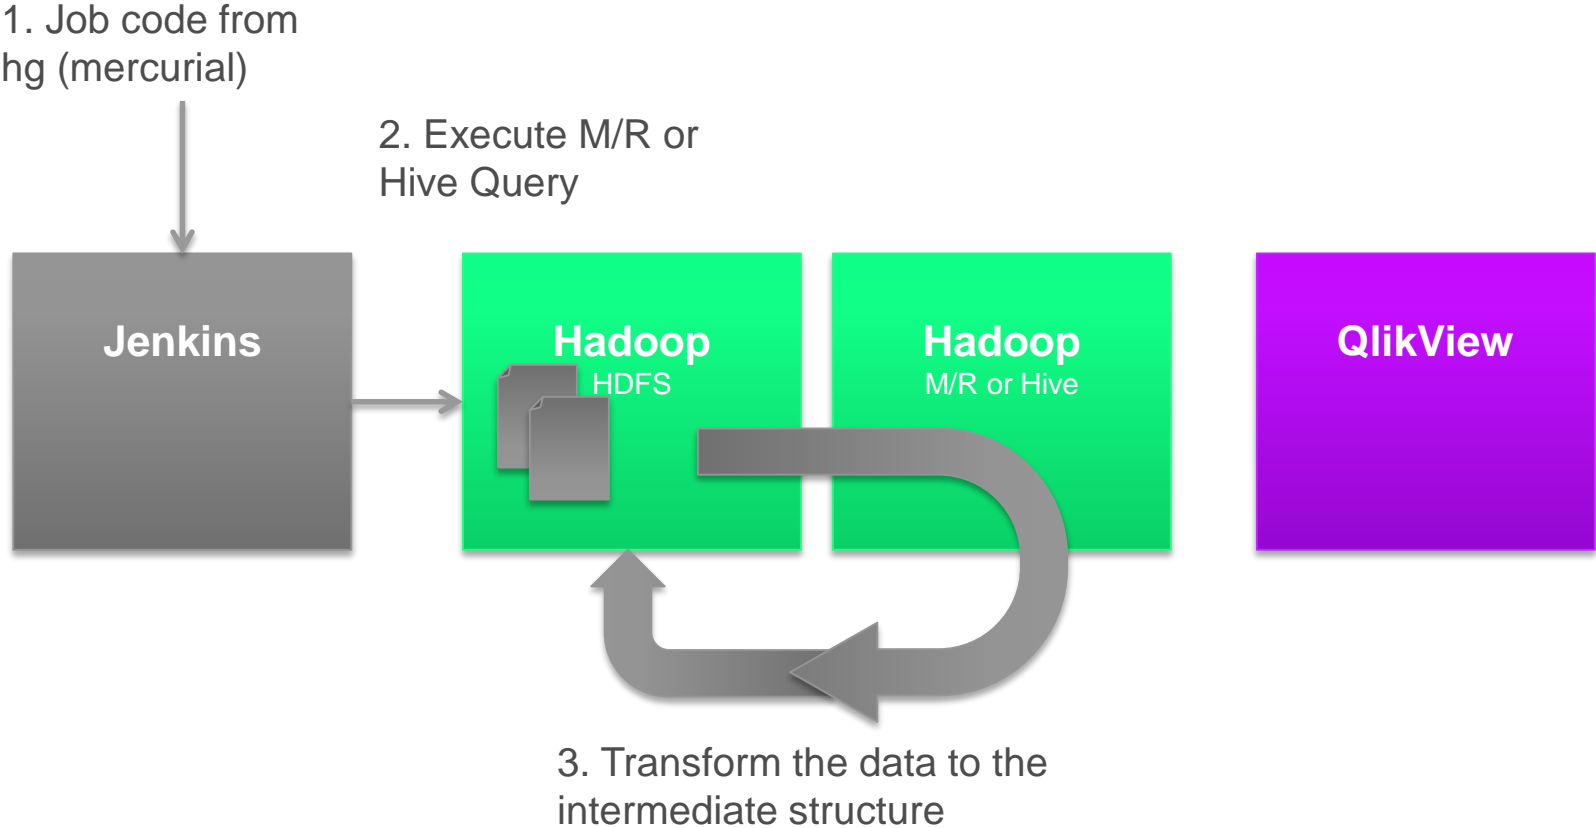 1. Job code from
hg (mercurial)
2. Execute M/R or
Hive Query
Jenkins
Hadoop
HDFS
Hadoop
M/R or Hive
QlikView
3. Transform the data to the
intermediate structure